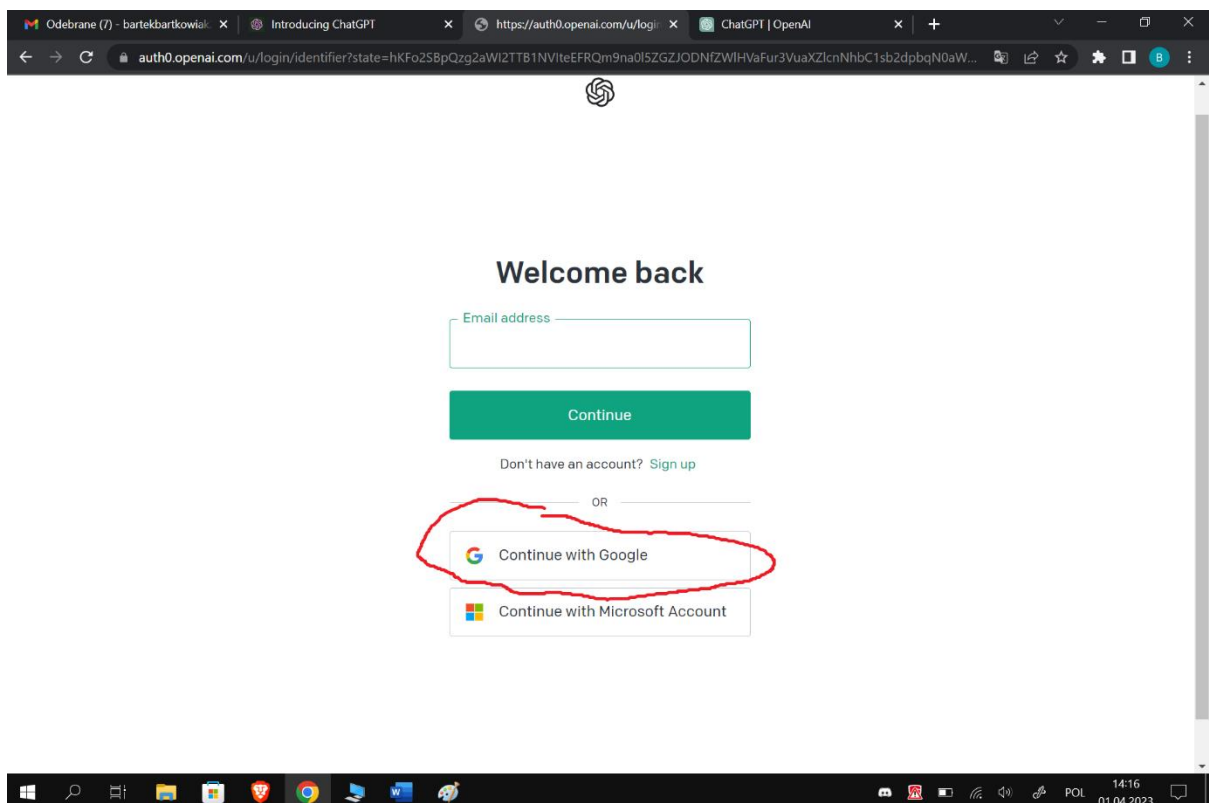 Odebrane (7) - bartekbartkowiak
Introducing ChatGPT
https://auth0.openai.com/u/login
ChatGPT | OpenAI
auth0.openai.com/u/login/identifier?state=
B
Welcome back
Email address
Continue
Don't have an account? Sign up
OR
Continue with Google
Continue with Microsoft Account
POL
14:16
01.04.2023